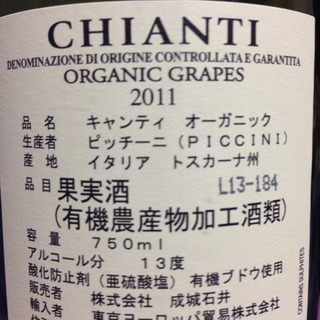 CHIANTI
DENOMINAZIONE DI ORIGINE CONTROLLATA E GARANTITA
ORGANIC GRAPES
2011
品名 キャンティ オーガニック
生産者 ピッチーニ(PICCINI)
産地 イタリア トスカーナ州
品目 果実酒 L13-184
(有機農産物加工酒類)
容量 750ml
アルコール分 13度
酸化防止剤(亜硫酸塩) 有機ブドウ使用
販売者 株式会社 成城石井
輸入者 東京ヨーロッパ貿易株式会
CONTAINS SULPHITES